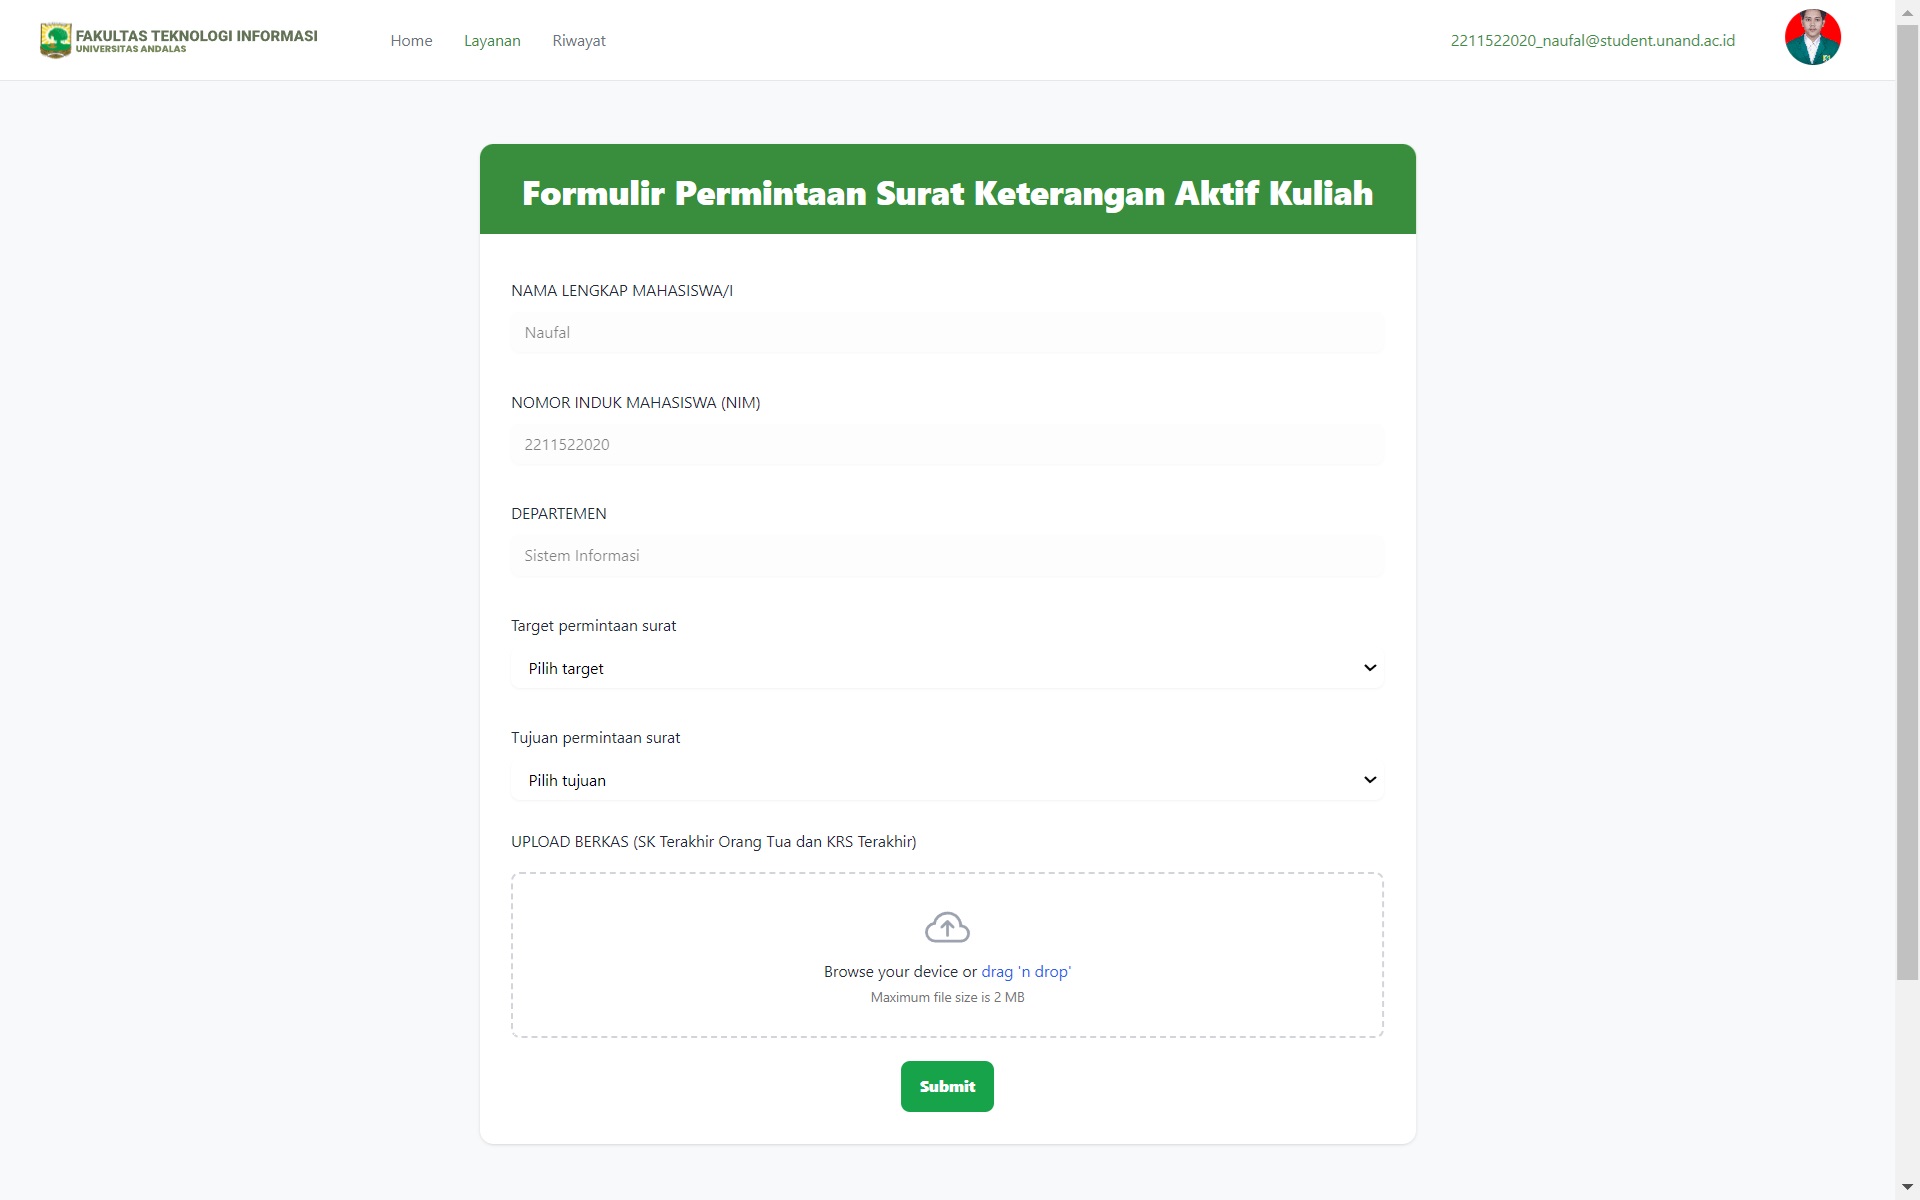 FAKULTAS TEKNOLOGI INFORMASI
UNIVERSITAS ANDALAS
Home
Layanan
Riwayat
2211522020_naufal@student.unand.ac.id
Formulir Permintaan Surat Keterangan Aktif Kuliah
NAMA LENGKAP MAHASISWA/I
Naufal
NOMOR INDUK MAHASISWA (NIM)
2211522020
DEPARTEMEN
Sistem Informasi
Target permintaan surat
Pilih target
Tujuan permintaan surat
Pilih tujuan
UPLOAD BERKAS (SK Terakhir Orang Tua dan KRS Terakhir)
Browse your device or drag 'n drop'
Maximum file size is 2 MB
Submit